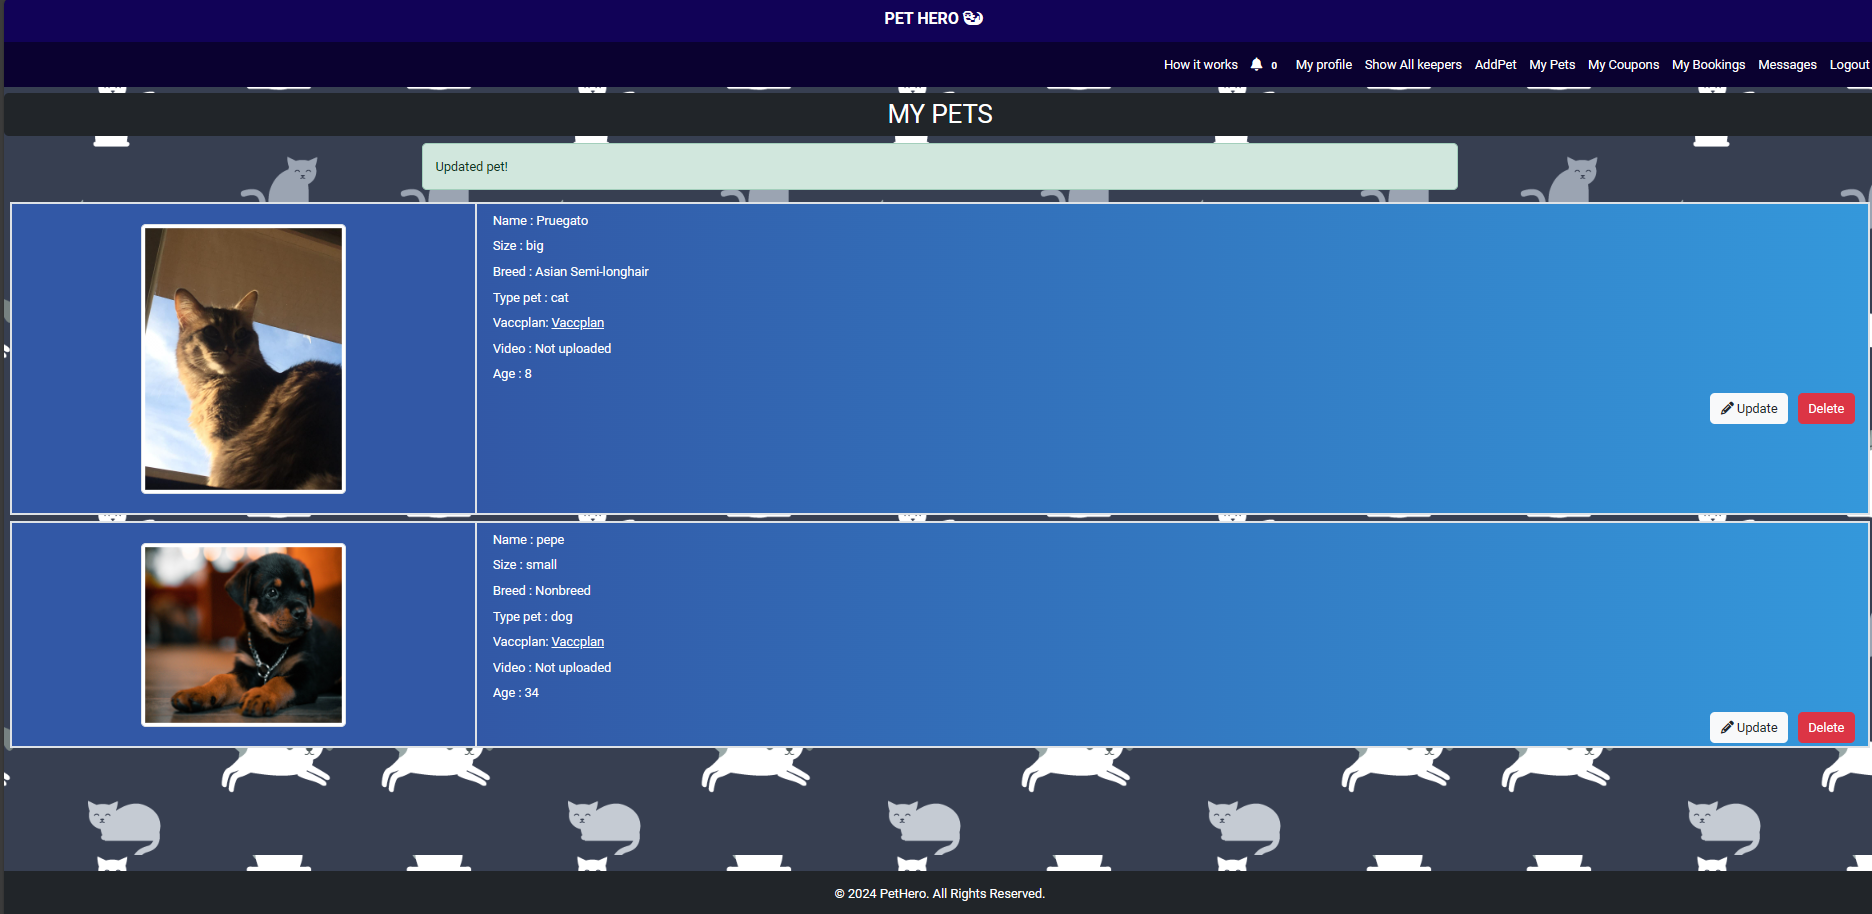 PET HERO
How it works 0 My profile Show All keepers AddPet My Pets My Coupons My Bookings Messages Logout
MY PETS
Updated pet!
Name : Pruegato
Size : big
Breed : Asian Semi-longhair
Type pet : cat
Vaccplan: Vaccplan
Video : Not uploaded
Age : 8
Update Delete
Name : pepe
Size : small
Breed : Nonbreed
Type pet : dog
Vaccplan: Vaccplan
Video : Not uploaded
Age : 34
Update Delete
© 2024 PetHero. All Rights Reserved.